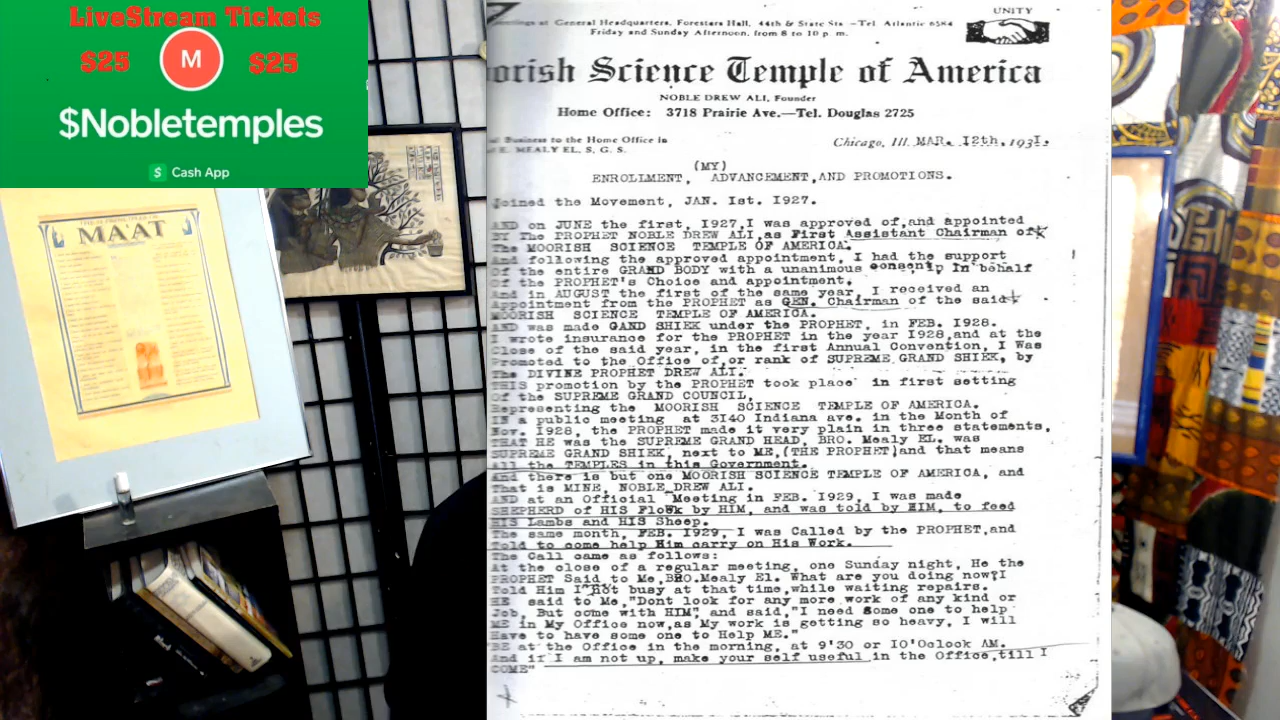 LiveStream Tickets
$25 M $25
$Nobletemples
$ Cash App
MAAT
UNITY
eetings at General Headquarters, Foresters Hall, 44th & State Sts —Tel Atlantic 6584
Friday and Sunday Afternoon, from 8 to 10 p. m.
oorish Science Temple of America
NOBLE DREW ALI, Founder
Home Office: 3718 Prairie Ave.—Tel. Douglas 2725
al Business to the Home Office in
E. MEALY EL, S. G. S.
Chicago, Ill. MAR. 12th, 1931.
(MY)
ENROLLMENT, ADVANCEMENT,AND PROMOTIONS.
Joined the Movement, JAN. Ist. I927.
AND on JUNE the first, I927,I was approved of,and appointed
BY The PROPHET NOBLE DREW ALI,as First Assistant Chairman of
The MOORISH SCIENCE TEMPLE OF AMERICA.
And following the approved appointment, I had the support
Of the entire GRAND BODY with a unanimous consent, In behalf
Of the PROPHET's Choice and appointment.
And in AUGUST the first of the same year, I received an
Appointment from the PROPHET as GEN. Chairman of the said
MOORISH SCIENCE TEMPLE OF AMERICA.
AND was made GAND SHIEK under the PROPHET, in FEB. I928.
I wrote insurance for the PROPHET in the year I928,and at the
Close of the said year, in the first Annual Convention, I Was
Promoted to the Office of,or rank of SUPREME GRAND SHIEK, by
The DIVINE PROPHET DREW ALI.
THIS promotion by the PROPHET took place in first setting
Of the SUPREME GRAND COUNCIL,
Representing the MOORISH SCIENCE TEMPLE OF AMERICA.
IN a public meeting at 3I40 Indiana ave. in the Month of
Nov. I928, the PROPHET made it very plain in three statements,
THAT HE was the SUPREME GRAND HEAD, BRO. Mealy EL. was
SUPREME GRAND SHIEK, next to ME,(THE PROPHET)and that means
All the TEMPLES in this Government.
And there is but one MOORISH SCIENCE TEMPLE OF AMERICA, and
That is MINE, NOBLE DREW ALI.
AND at an Official Meeting in FEB. I929, I was made
SHEPHERD of HIS Flock by HIM, and was told by HIM, to feed
HIS Lambs and HIS Sheep.
The same month, FEB. I929, I was Called by the PROPHET,and
Told to come help Him carry on His Work.
The Call came as follows:
At the close of a regular meeting, one Sunday night, He the
PROPHET Said to Me,BRO.Mealy El. What are you doing now?I
Told Him I not busy at that time,while waiting repairs.
HE said to Me,"Dont look for any more work of any kind or
Job, But come with HIM", and said,"I need Some one to help
ME in My Office now,as My work is getting so heavy, I will
Have to have some one to Help ME."
"BE at the Office in the morning, at 9'30 or IO'Oclock AM.
And if I am not up, make your self useful in the Office,till I
COME"